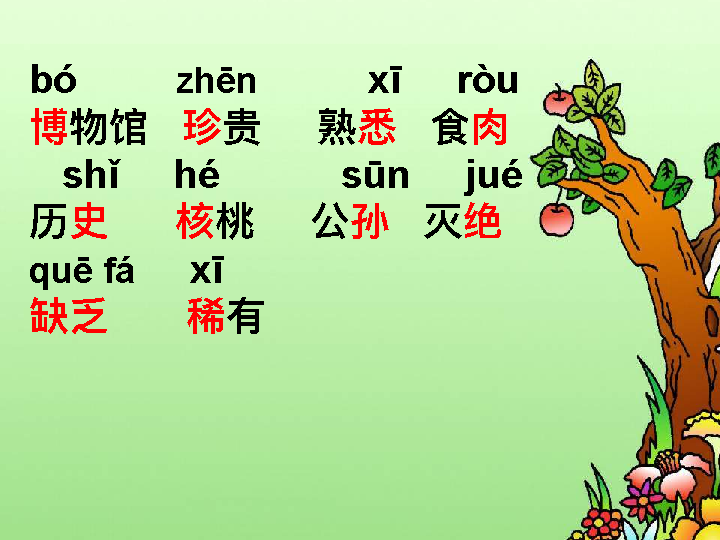 bó zhēn xī ròu
博物馆 珍贵 熟悉 食肉
shǐ hé sūn jué
历史 核桃 公孙 灭绝
quē fá xī
缺乏 稀有